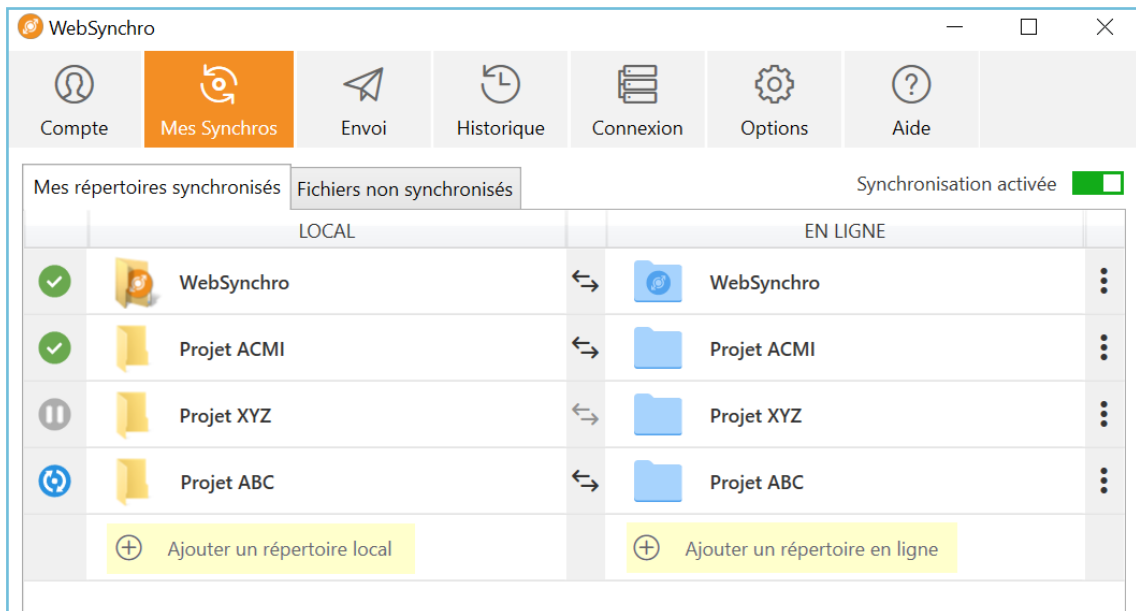 WebSynchro
Compte Mes Synchros Envoi Historique Connexion Options Aide
Mes répertoires synchronisés Fichiers non synchronisés Synchronisation activée
LOCAL EN LIGNE
WebSynchro WebSynchro
Projet ACMI Projet ACMI
Projet XYZ Projet XYZ
Projet ABC Projet ABC
Ajouter un répertoire local Ajouter un répertoire en ligne